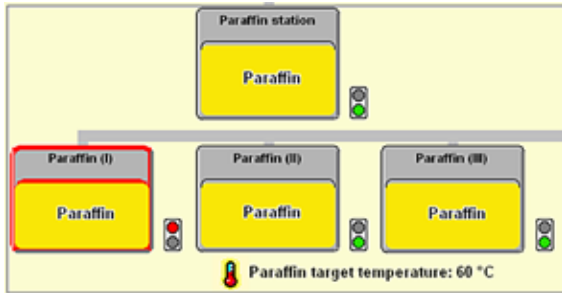 Paraffin station
Paraffin
Paraffin (I)
Paraffin (II)
Paraffin (III)
Paraffin
Paraffin
Paraffin
Paraffin target temperature: 60 °C